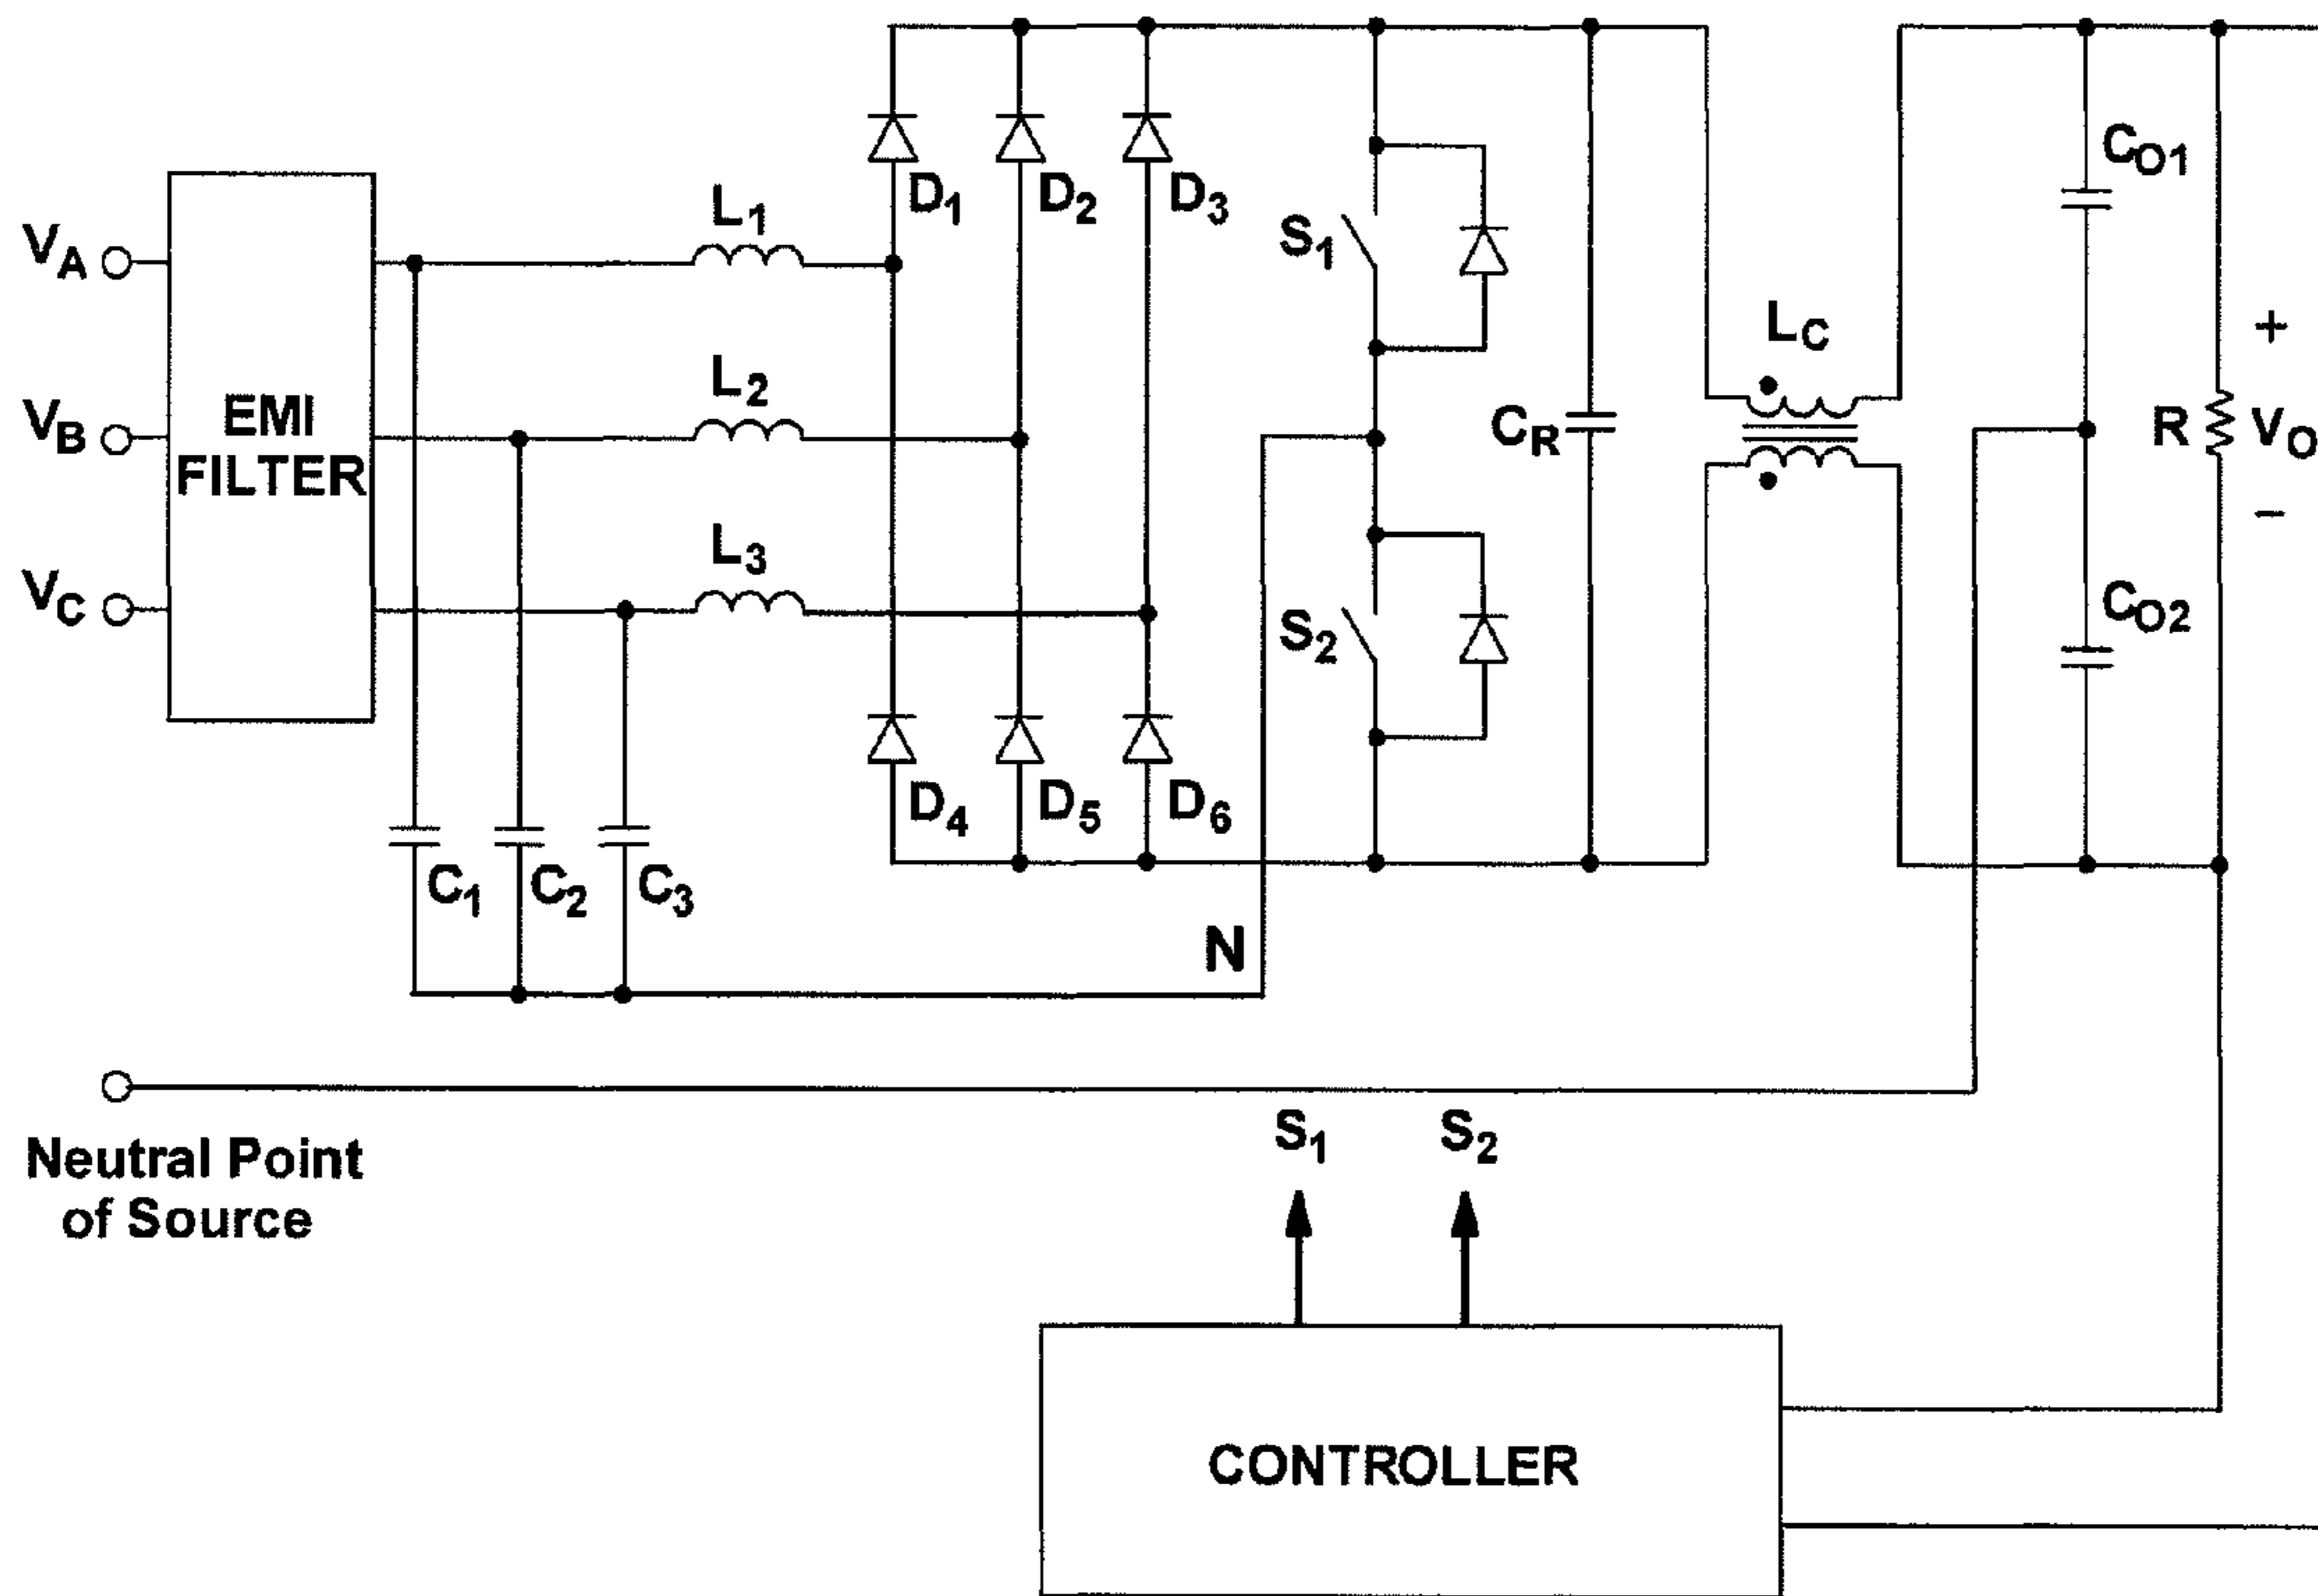 V_A
V_B
V_C
EMI
FILTER
L_1
L_2
L_3
D_1
D_2
D_3
D_4
D_5
D_6
C_1
C_2
C_3
S_1
S_2
C_R
L_C
C_O1
C_O2
R
+
V_O
–
N
Neutral Point
of Source
S_1
S_2
CONTROLLER